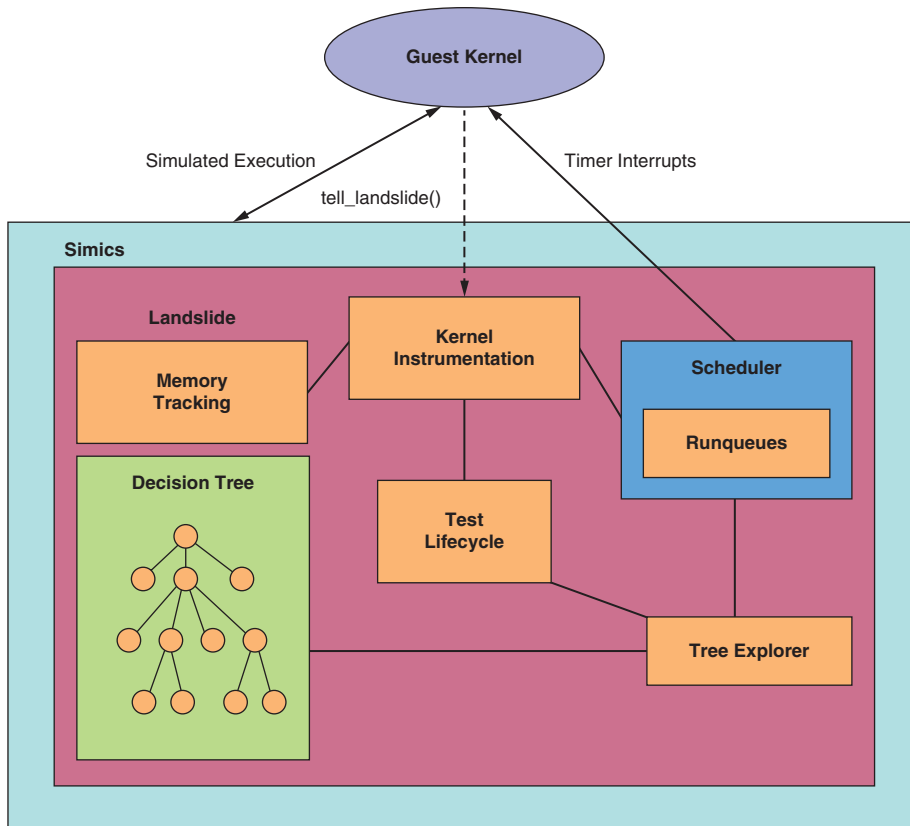 Guest Kernel
Simulated Execution
Timer Interrupts
tell_landslide()
Simics
Landslide
Kernel
Instrumentation
Memory
Tracking
Scheduler
Runqueues
Decision Tree
Test
Lifecycle
Tree Explorer